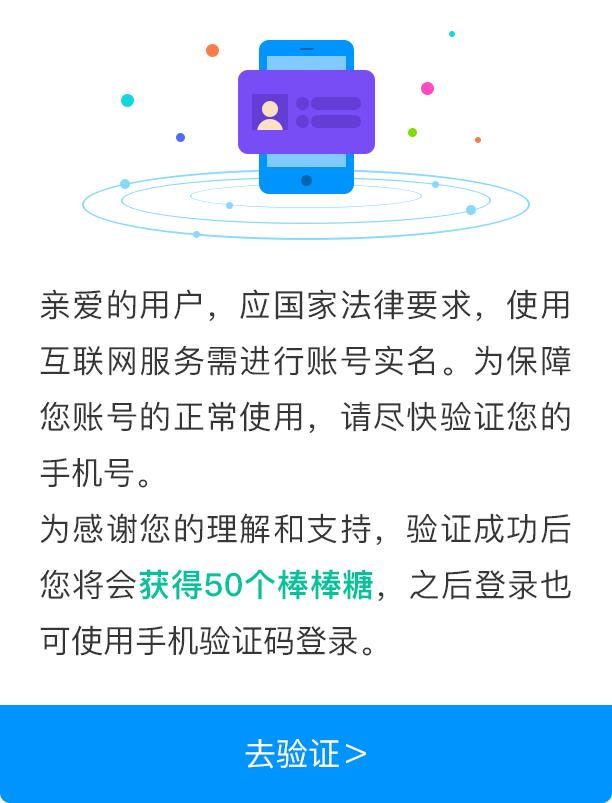 亲爱的用户，应国家法律要求，使用
互联网服务需进行账号实名。为保障
您账号的正常使用，请尽快验证您的
手机号。
为感谢您的理解和支持，验证成功后
您将会获得50个棒棒糖，之后登录也
可使用手机验证码登录。
去验证>